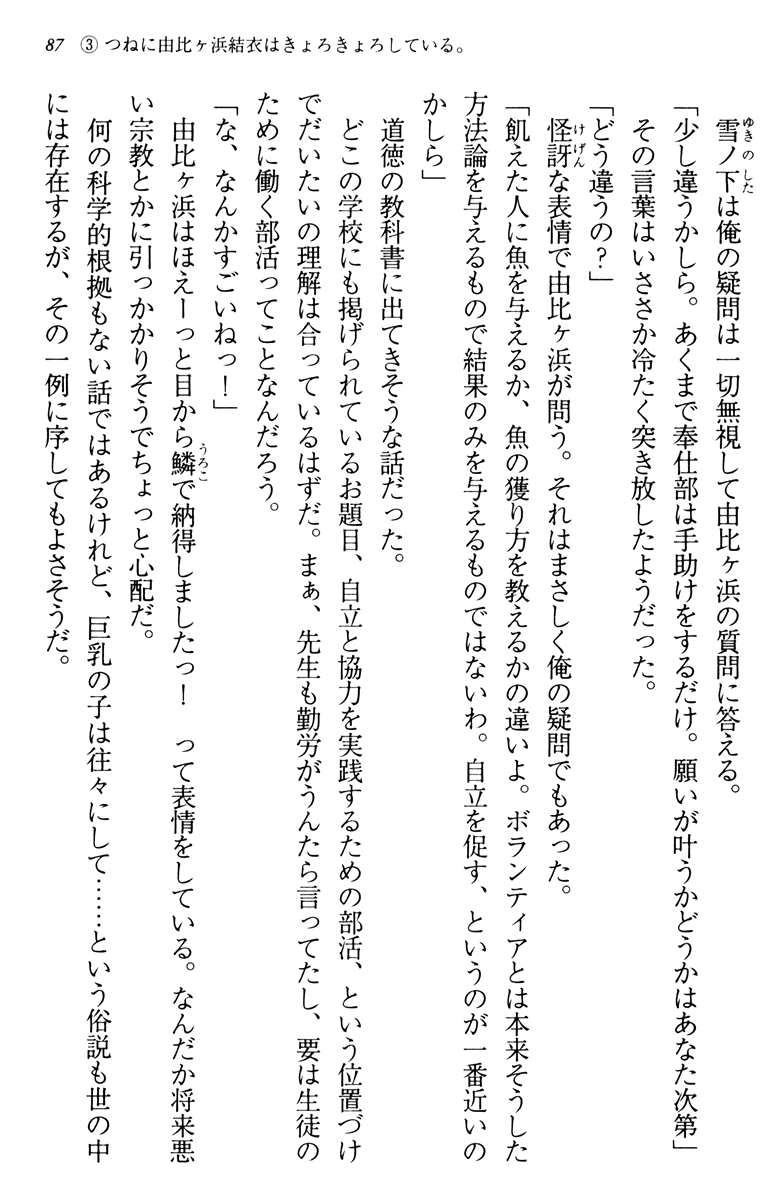 87 ③つねに由比ヶ浜結衣はきょろきょろしている。
雪ノ下は俺の疑問は一切無視して由比ヶ浜の質問に答える。
「少し違うかしら。あくまで奉仕部は手助けをするだけ。願いが叶うかどうかはあなた次第」
その言葉はいささか冷たく突き放したようだった。
「どう違うの？」
怪訝な表情で由比ヶ浜が問う。それはまさしく俺の疑問でもあった。
「飢えた人に魚を与えるか、魚の獲り方を教えるかの違いよ。ボランティアとは本来そうした
方法論を与えるもので結果のみを与えるものではないわ。自立を促す、というのが一番近いの
かしら」
道徳の教科書に出てきそうな話だった。
どこの学校にも掲げられているお題目、自立と協力を実践するための部活、という位置づけ
でだいたいの理解は合っているはずだ。まぁ、先生も勤労がうんたら言ってたし、要は生徒の
ために働く部活ってことなんだろう。
「な、なんかすごいねっ！」
由比ヶ浜はほえーっと目から鱗で納得しましたっ！　って表情をしている。なんだか将来悪
い宗教とかに引っかかりそうでちょっと心配だ。
何の科学的根拠もない話ではあるけれど、巨乳の子は往々にして……という俗説も世の中
には存在するが、その一例に序してもよさそうだ。